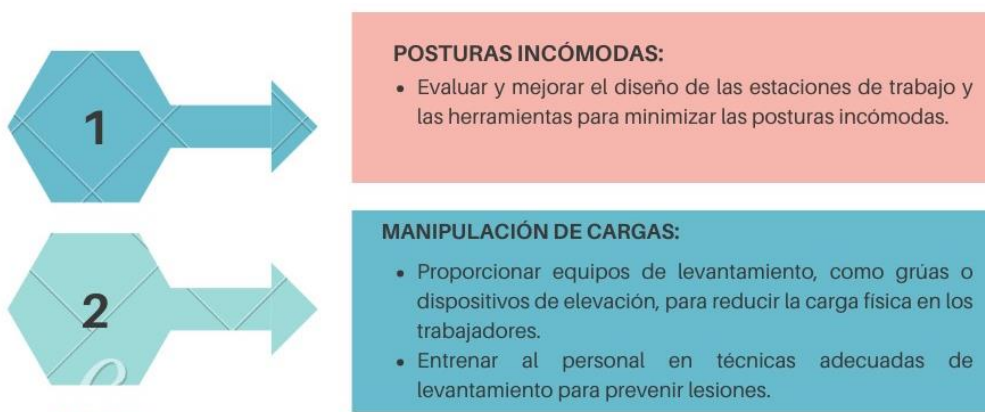 1
POSTURAS INCÓMODAS:
• Evaluar y mejorar el diseño de las estaciones de trabajo y
las herramientas para minimizar las posturas incómodas.
2
MANIPULACIÓN DE CARGAS:
• Proporcionar equipos de levantamiento, como grúas o
dispositivos de elevación, para reducir la carga física en los
trabajadores.
• Entrenar al personal en técnicas adecuadas de
levantamiento para prevenir lesiones.